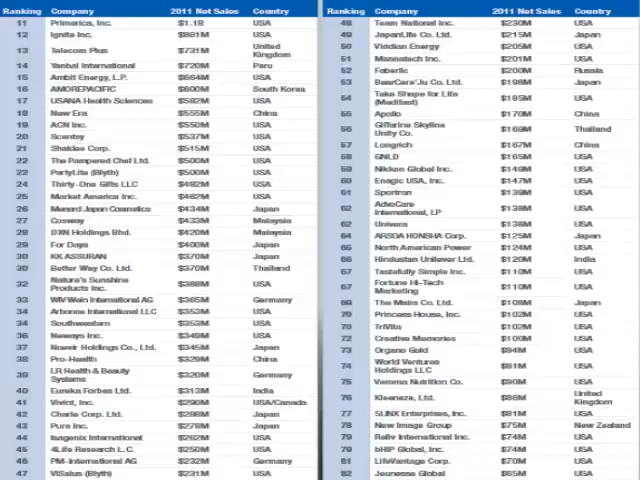 Ranking Company 2011 Net Sales Country
11 Primerica, Inc. $1.1B USA
12 Ignite Inc. $861M USA
13 Telecom Plus $731M United
Kingdom
14 Yanbal International $720M Peru
15 Ambit Energy, L.P. $664M USA
16 AMOREPACIFIC $600M South Korea
17 USANA Health Sciences $582M USA
18 New Era $555M China
19 ACN Inc. $550M USA
20 Scentsy $537M USA
21 Shaklee Corp. $515M USA
22 The Pampered Chef Ltd. $500M USA
22 PartyLite (Blyth) $500M USA
24 Thirty-One Gifts LLC $482M USA
25 Market America Inc. $462M USA
26 Menard Japan Cosmetics $434M Japan
27 Cosway $433M Malaysia
28 DXN Holdings Bhd. $420M Malaysia
29 For Days $400M Japan
30 KK ASSURAN $370M Japan
30 Better Way Co. Ltd. $370M Thailand
32 Nature's Sunshine
Products Inc. $368M USA
33 WIV Wein International AG $365M Germany
34 Arbonne International LLC $353M USA
34 Southwestern $353M USA
36 Neways Inc. $349M USA
37 Noevir Holdings Co., Ltd. $345M Japan
38 Pro-Health $329M China
39 LR Health & Beauty
Systems $320M Germany
40 Eureka Forbes Ltd. $313M India
41 Vivint, Inc. $290M USA/Canada
42 Charle Corp. Ltd. $288M Japan
43 Pure Inc. $276M Japan
44 Isagenix International $262M USA
45 4Life Research L.C. $250M USA
46 PM-International AG $232M Germany
47 ViSalus (Blyth) $231M USA
Ranking Company 2011 Net Sales Country
48 Team National Inc. $230M USA
49 JapanLife Co. Ltd. $215M Japan
50 Viridian Energy $205M USA
51 Mannatech Inc. $201M USA
52 Faberlic $200M Russia
53 BearCere'Ju Co. Ltd. $198M Japan
54 Take Shape for Life
(Medifast) $185M USA
55 Apollo $170M China
56 Giffarine Skyline
Unity Co. $169M Thailand
57 Longrich $167M China
58 GNLD $165M USA
59 Nikken Global Inc. $149M USA
60 Enagic USA, Inc. $147M USA
61 Sportron $139M USA
62 AdvoCare
International, LP $138M USA
62 Univera $138M USA
64 ARSOA HONSHA Corp. $125M Japan
65 North American Power $124M USA
66 Hindustan Unilever Ltd. $120M India
67 Tastefully Simple Inc. $110M USA
67 Fortune Hi-Tech
Marketing $110M USA
69 The Maira Co. Ltd. $108M Japan
70 Princess House, Inc. $102M USA
70 TriVita $102M USA
72 Creative Memories $100M USA
73 Organo Gold $94M USA
74 World Ventures
Holdings LLC $91M USA
75 Vemma Nutrition Co. $90M USA
76 Kleeneze, Ltd. $86M United
Kingdom
77 5LINX Enterprises, Inc. $81M USA
78 New Image Group $75M New Zealand
79 Reliv International Inc. $74M USA
79 bHIP Global, Inc. $74M USA
81 LifeVantage Corp. $70M USA
82 Jeunesse Global $65M USA